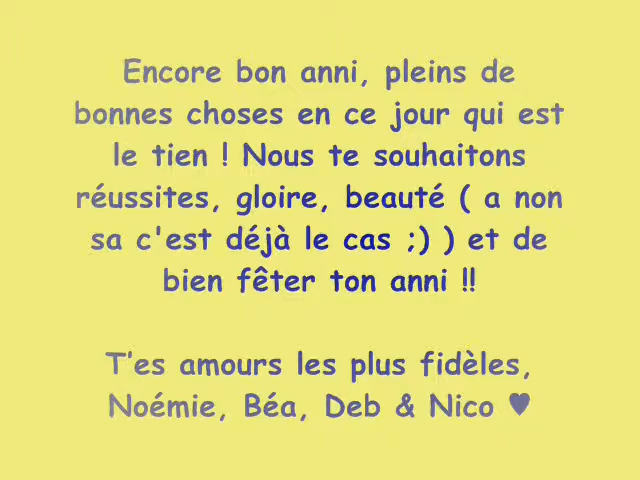 Encore bon anni, pleins de
bonnes choses en ce jour qui est
le tien ! Nous te souhaitons
réussites, gloire, beauté ( a non
sa c'est déjà le cas ;) ) et de
bien fêter ton anni !!
T'es amours les plus fidèles,
Noémie, Béa, Deb & Nico ♥